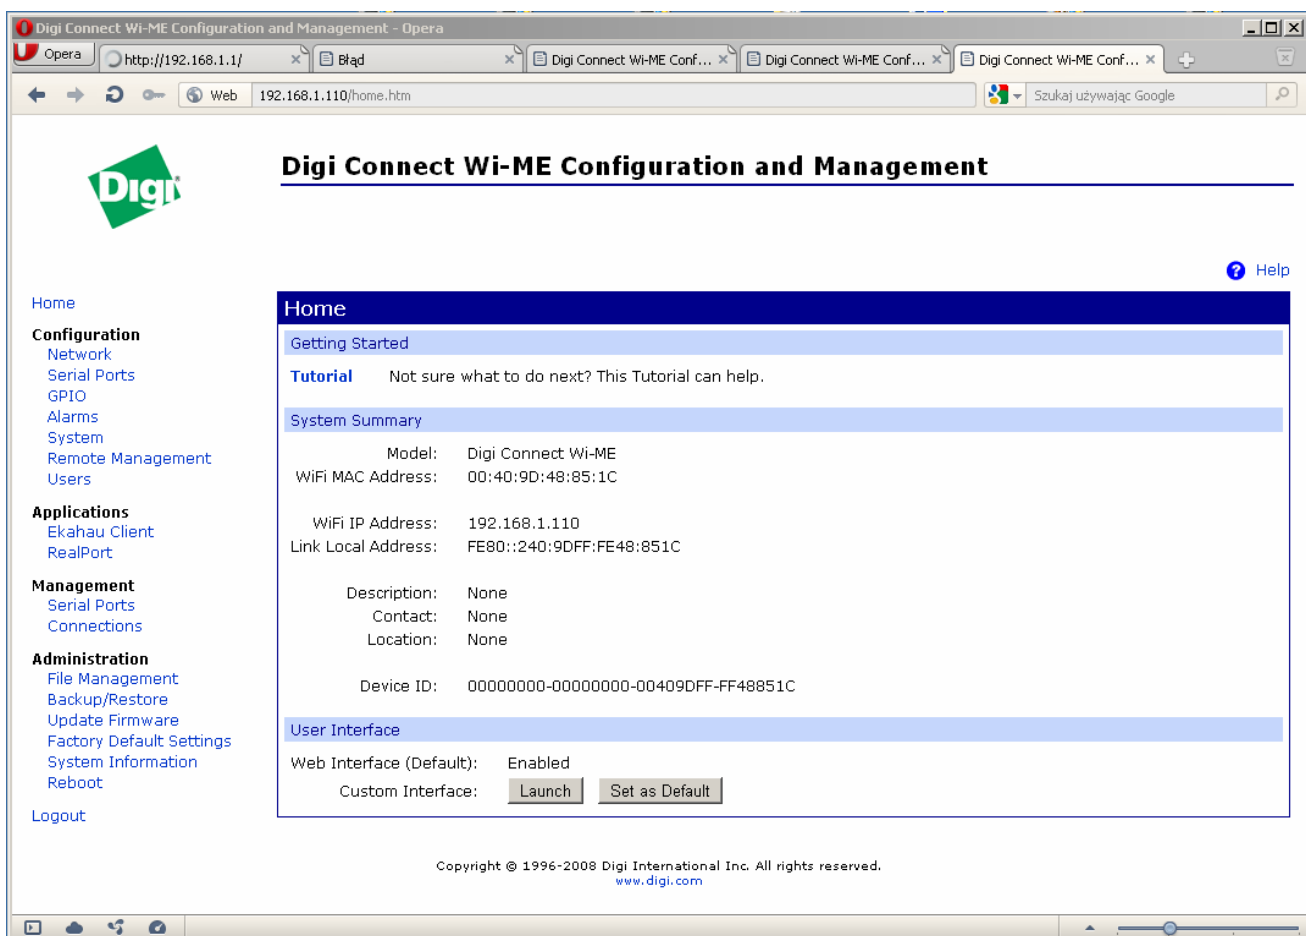 Digi Connect Wi-ME Configuration and Management - Opera
Opera http://192.168.1.1/ Błąd Digi Connect Wi-ME Conf... Digi Connect Wi-ME Conf... Digi Connect Wi-ME Conf...
Web 192.168.1.110/home.htm Szukaj używając Google
Digi
Digi Connect Wi-ME Configuration and Management
Help
Home
Configuration
Network
Serial Ports
GPIO
Alarms
System
Remote Management
Users
Applications
Ekahau Client
RealPort
Management
Serial Ports
Connections
Administration
File Management
Backup/Restore
Update Firmware
Factory Default Settings
System Information
Reboot
Logout
Home
Getting Started
Tutorial Not sure what to do next? This Tutorial can help.
System Summary
Model: Digi Connect Wi-ME
WiFi MAC Address: 00:40:9D:48:85:1C
WiFi IP Address: 192.168.1.110
Link Local Address: FE80::240:9DFF:FE48:851C
Description: None
Contact: None
Location: None
Device ID: 00000000-00000000-00409DFF-FF48851C
User Interface
Web Interface (Default): Enabled
Custom Interface: Launch Set as Default
Copyright © 1996-2008 Digi International Inc. All rights reserved.
www.digi.com